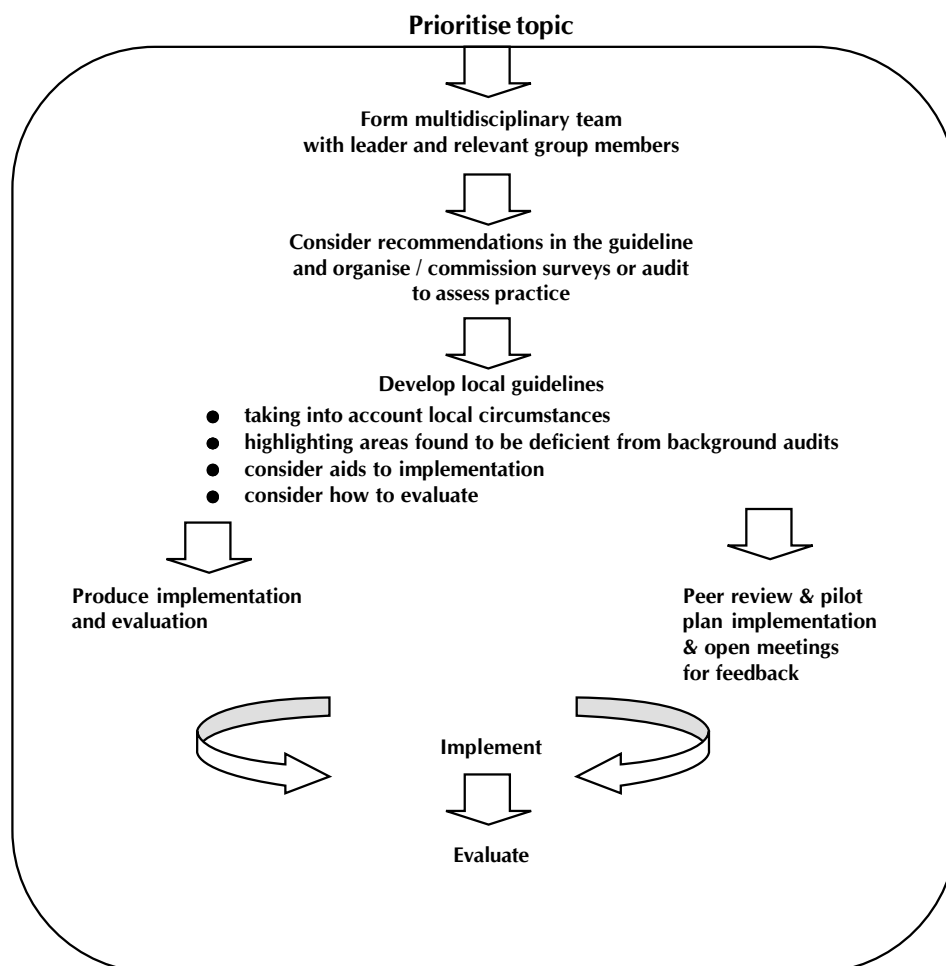 Prioritise topic
Form multidisciplinary team
with leader and relevant group members
Consider recommendations in the guideline
and organise / commission surveys or audit
to assess practice
Develop local guidelines
● taking into account local circumstances
● highlighting areas found to be deficient from background audits
● consider aids to implementation
● consider how to evaluate
Produce implementation
and evaluation
Peer review & pilot
plan implementation
& open meetings
for feedback
Implement
Evaluate